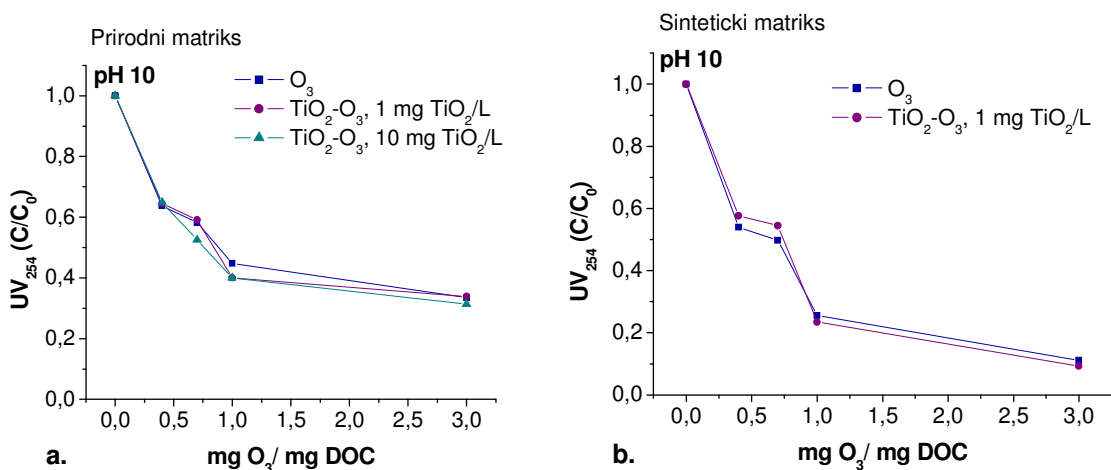 Prirodni matriks
pH 10
O₃
TiO₂-O₃, 1 mg TiO₂/L
TiO₂-O₃, 10 mg TiO₂/L
1,0
0,8
0,6
0,4
0,2
0,0
UV₂₅₄ (C/C₀)
0,0 0,5 1,0 1,5 2,0 2,5 3,0
mg O₃/ mg DOC
a.
Sinteticki matriks
pH 10
O₃
TiO₂-O₃, 1 mg TiO₂/L
1,0
0,8
0,6
0,4
0,2
0,0
UV₂₅₄ (C/C₀)
0,0 0,5 1,0 1,5 2,0 2,5 3,0
mg O₃/ mg DOC
b.